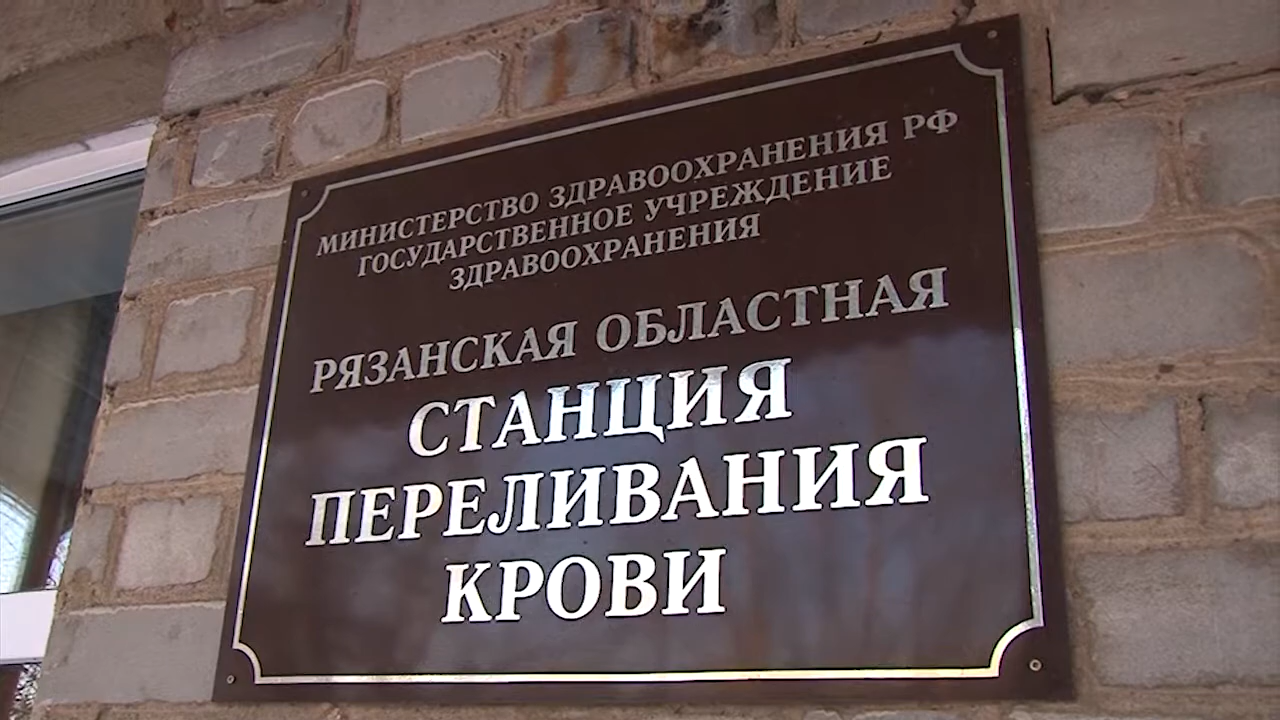 МИНИСТЕРСТВО ЗДРАВООХРАНЕНИЯ РФ
ГОСУДАРСТВЕННОЕ УЧРЕЖДЕНИЕ
ЗДРАВООХРАНЕНИЯ
РЯЗАНСКАЯ ОБЛАСТНАЯ
СТАНЦИЯ
ПЕРЕЛИВАНИЯ
КРОВИ